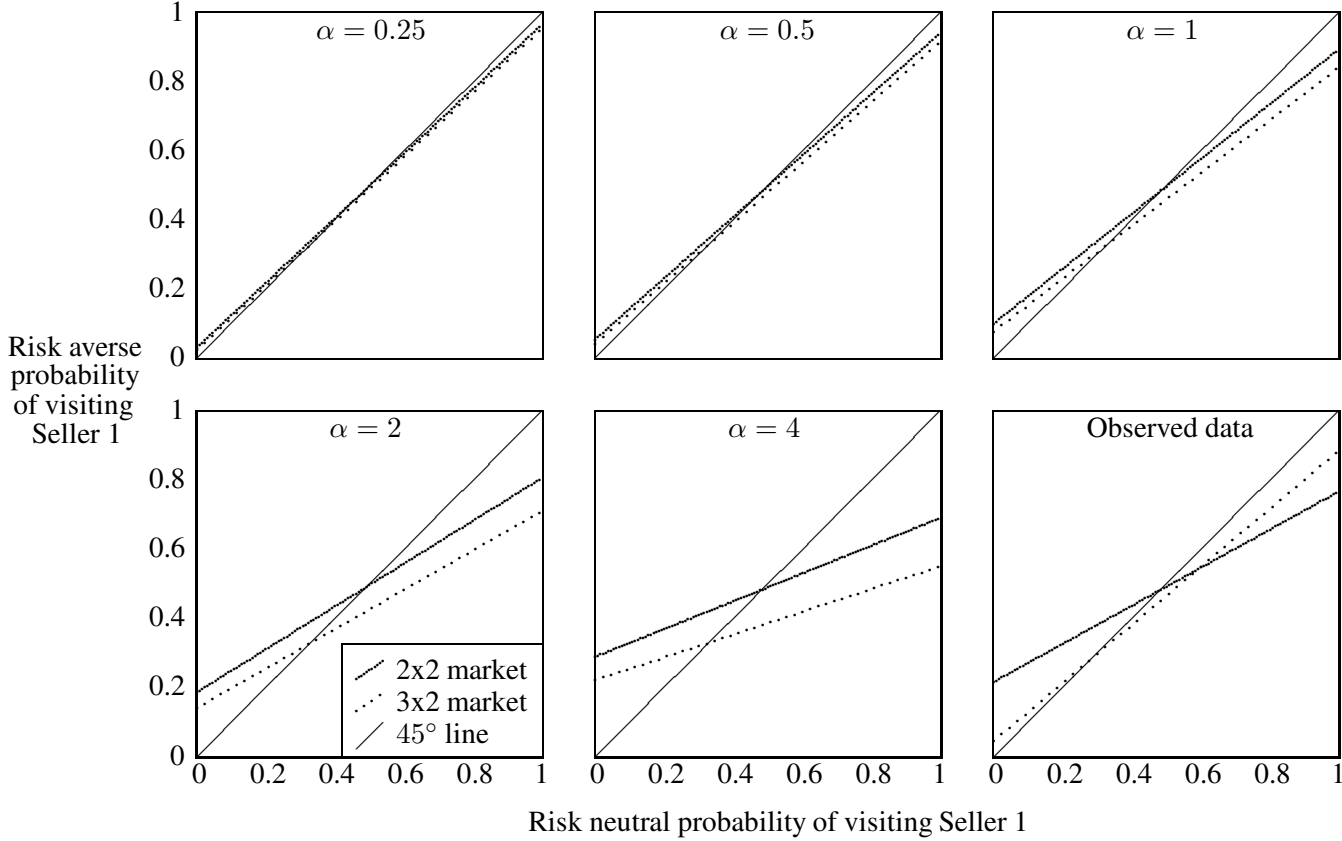 α = 0.25
α = 0.5
α = 1
1
0.8
0.6
0.4
0.2
0
Risk averse
probability
of visiting
Seller 1
α = 2
α = 4
Observed data
1
0.8
0.6
0.4
0.2
0
2x2 market
3x2 market
45° line
0 0.2 0.4 0.6 0.8 1
0 0.2 0.4 0.6 0.8 1
0 0.2 0.4 0.6 0.8 1
Risk neutral probability of visiting Seller 1